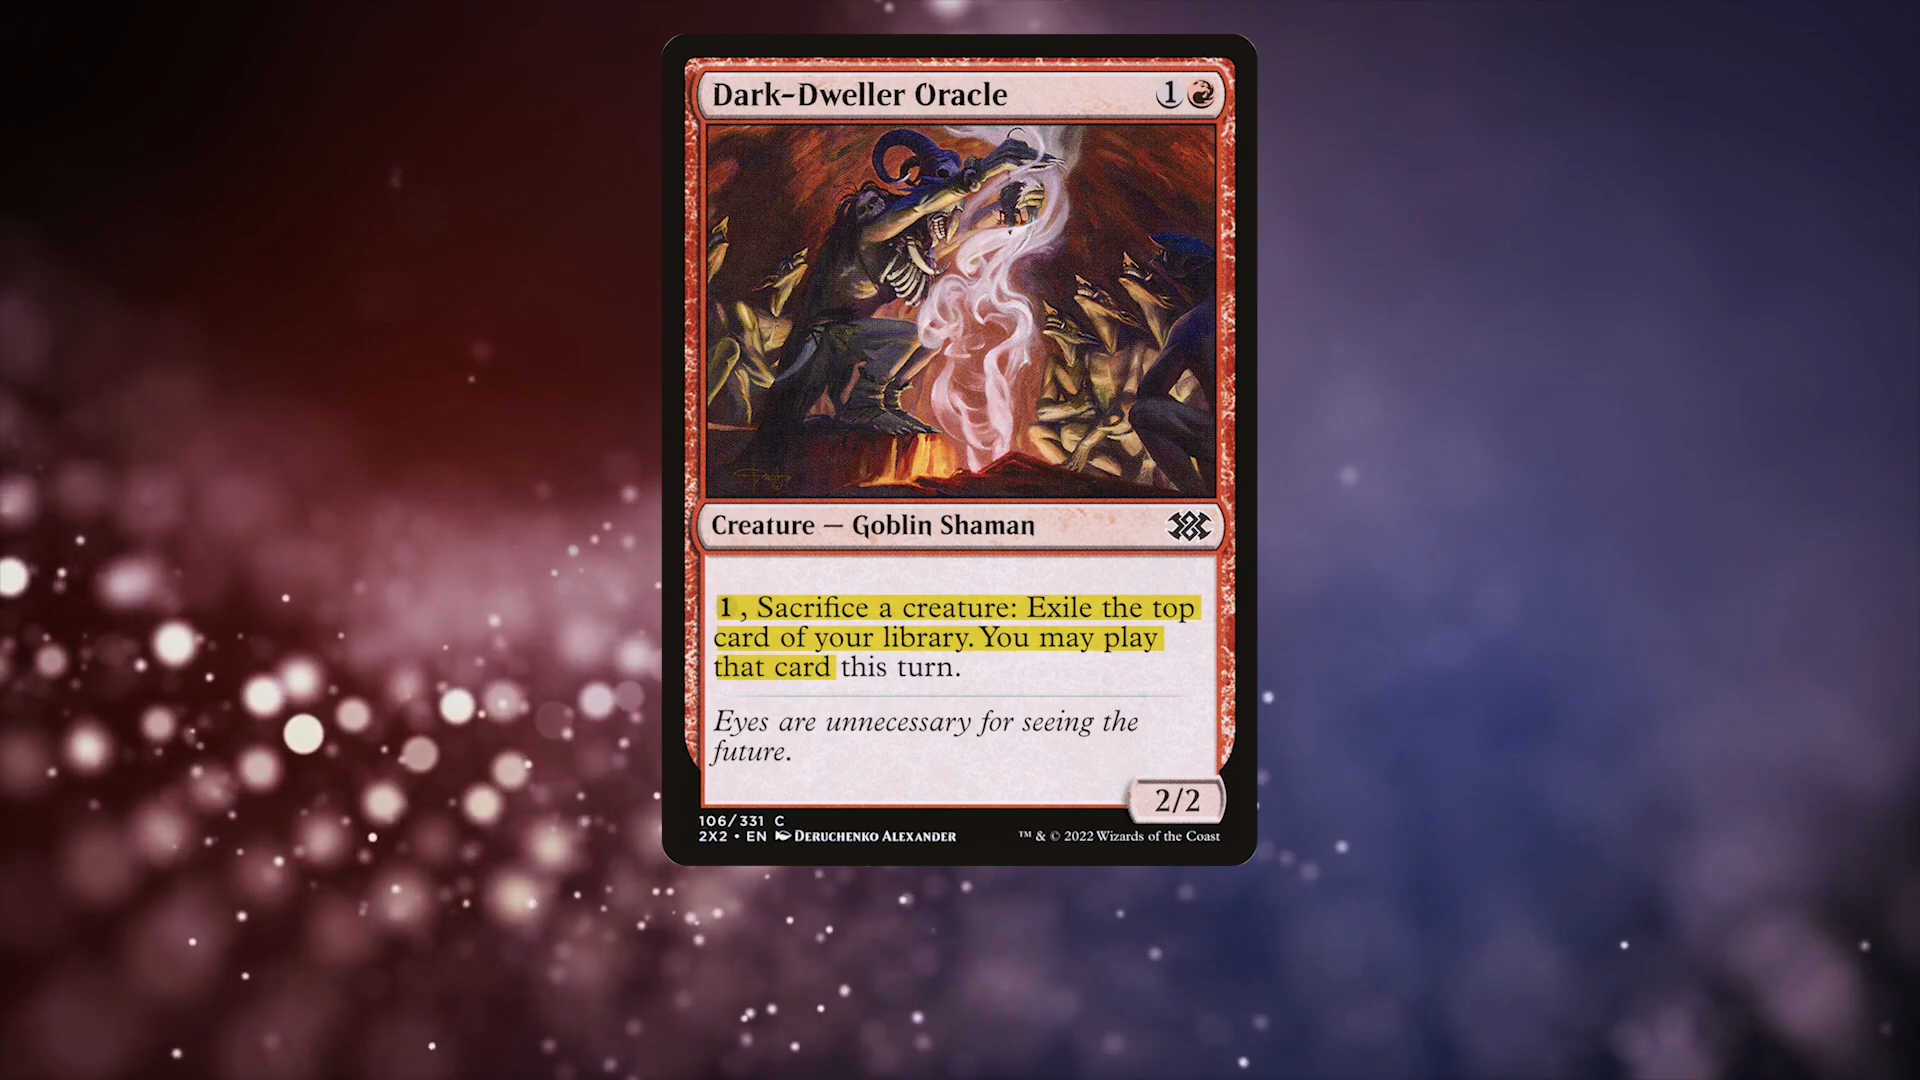 Dark-Dweller Oracle 1
Creature — Goblin Shaman
1, Sacrifice a creature: Exile the top
card of your library. You may play
that card this turn.
Eyes are unnecessary for seeing the
future.
2/2
106/331 C
2X2 • EN Deruchenko Alexander ™ & © 2022 Wizards of the Coast